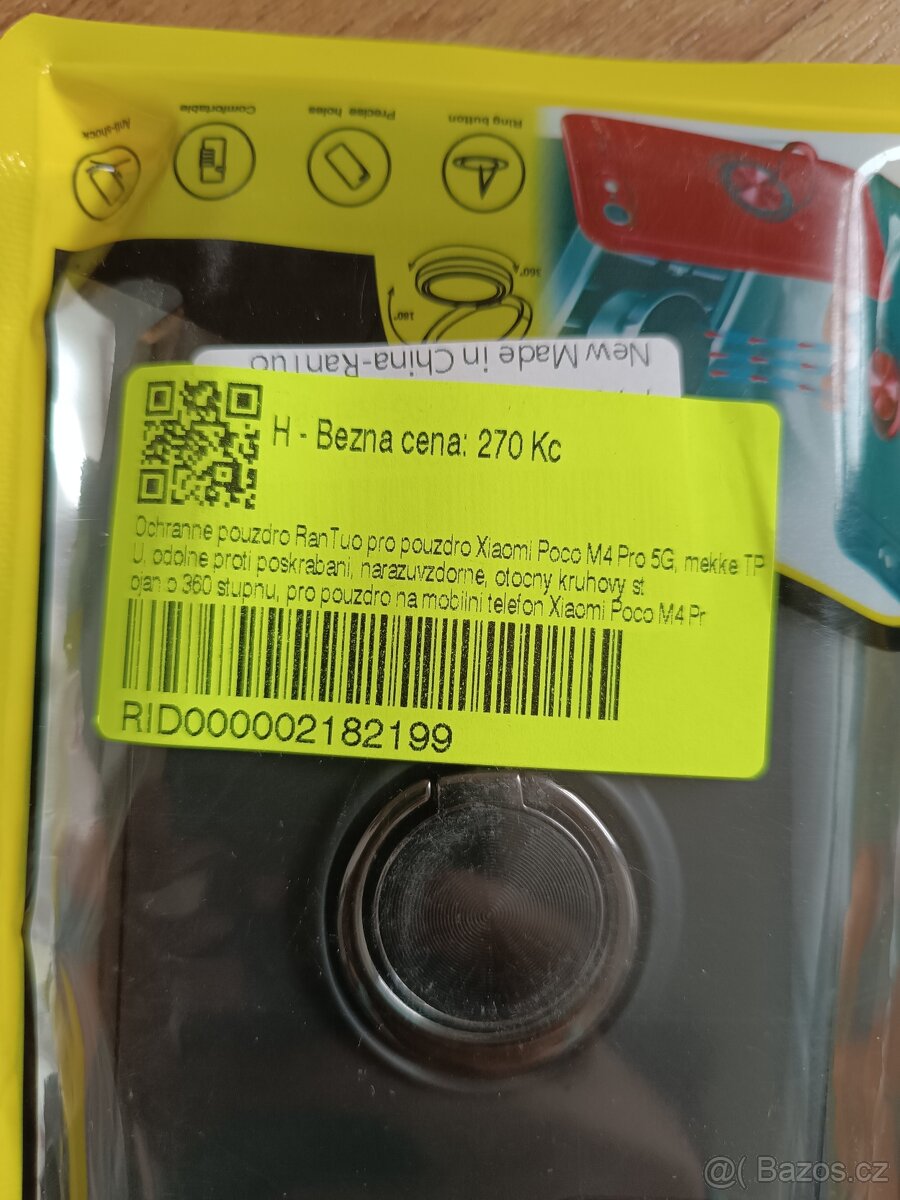 Anti-shock
Comfortable
Precise holes
Ring button
360°
180°
New Made in China-RanTuo
H - Bezna cena: 270 Kc
Ochranne pouzdro RanTuo pro pouzdro Xiaomi Poco M4 Pro 5G, mekke TP
U, odolne proti poskrabani, narazuvzdorne, otocny kruhovy st
ojan o 360 stupnu, pro pouzdro na mobilni telefon Xiaomi Poco M4 Pr
RID000002182199
@( Bazos.cz